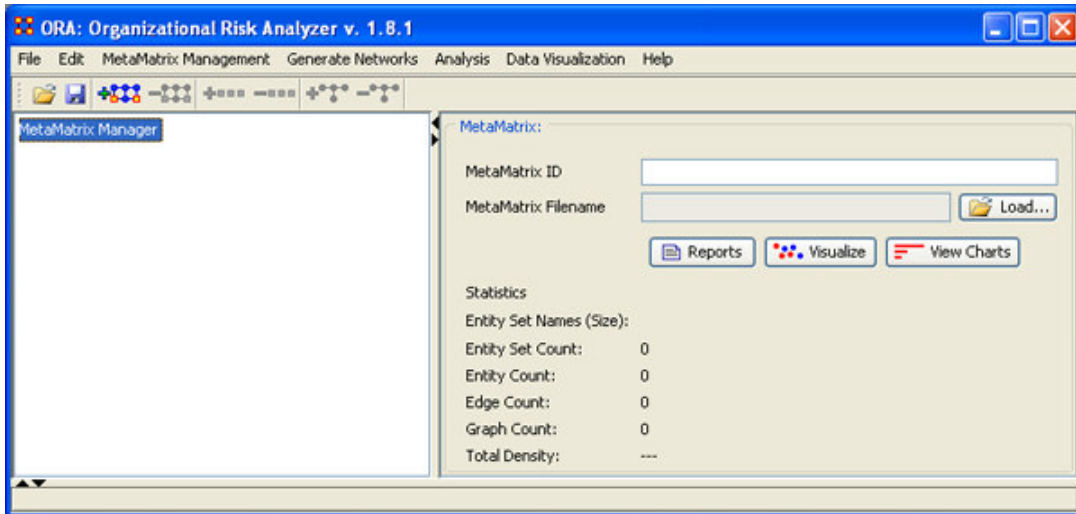 ORA: Organizational Risk Analyzer v. 1.8.1
File Edit MetaMatrix Management Generate Networks Analysis Data Visualization Help
MetaMatrix Manager
MetaMatrix:
MetaMatrix ID
MetaMatrix Filename
Load...
Reports Visualize View Charts
Statistics
Entity Set Names (Size):
Entity Set Count: 0
Entity Count: 0
Edge Count: 0
Graph Count: 0
Total Density: ---